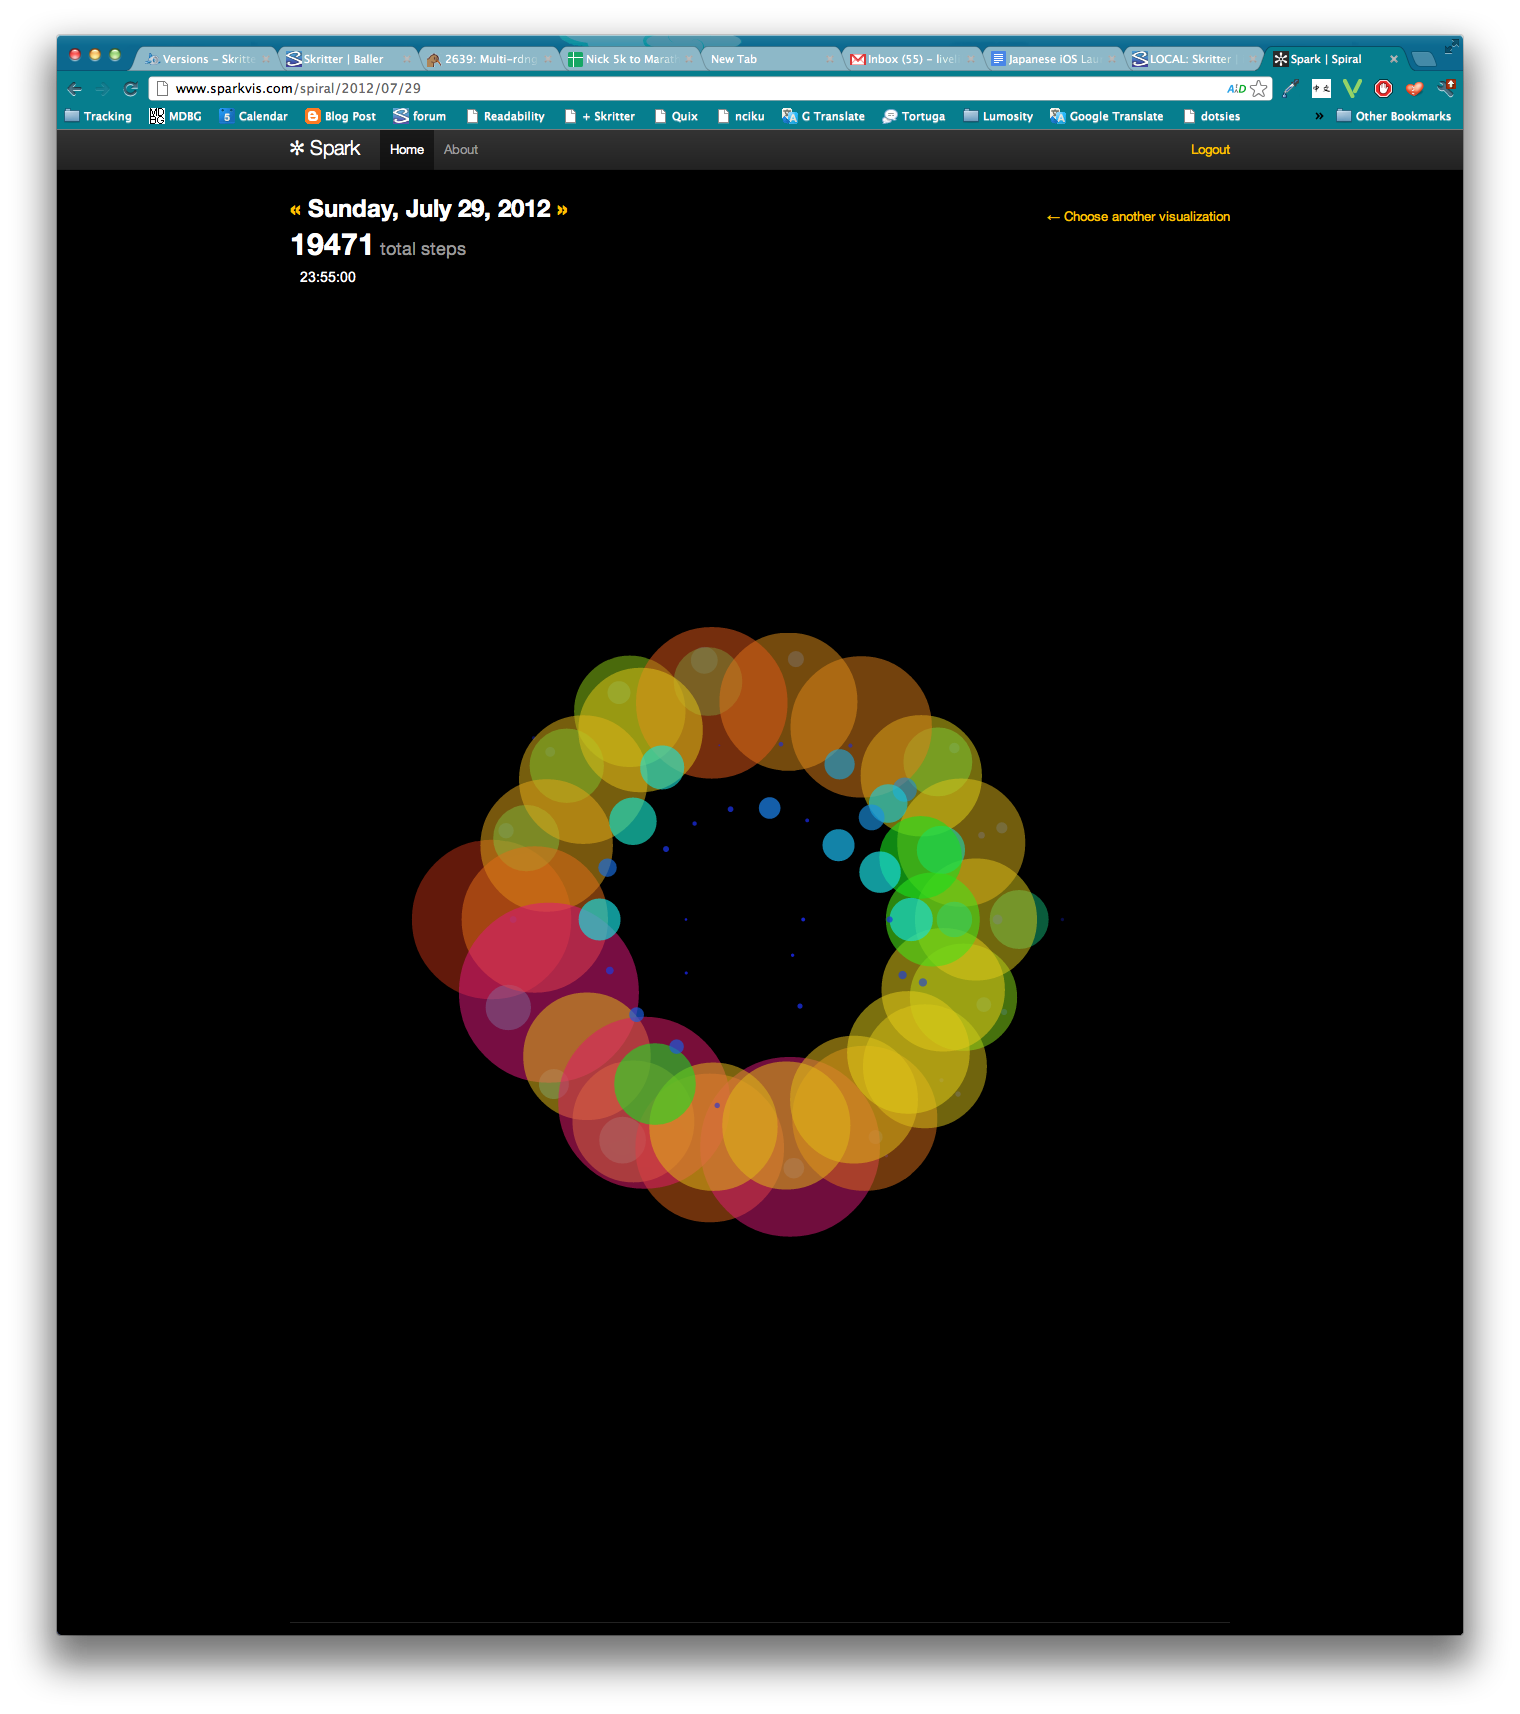 Versions – Skritte
Skritter | Baller
2639: Multi-rdng
Nick 5k to Marat
New Tab
Inbox (55) – livel
Japanese iOS Lau
LOCAL: Skritter |
Spark | Spiral
www.sparkvis.com/spiral/2012/07/29
Tracking MDBG Calendar Blog Post forum Readability + Skritter Quix nciku G Translate Tortuga Lumosity Google Translate dotsies » Other Bookmarks
✲ Spark Home About Logout
« Sunday, July 29, 2012 »
← Choose another visualization
19471 total steps
23:55:00